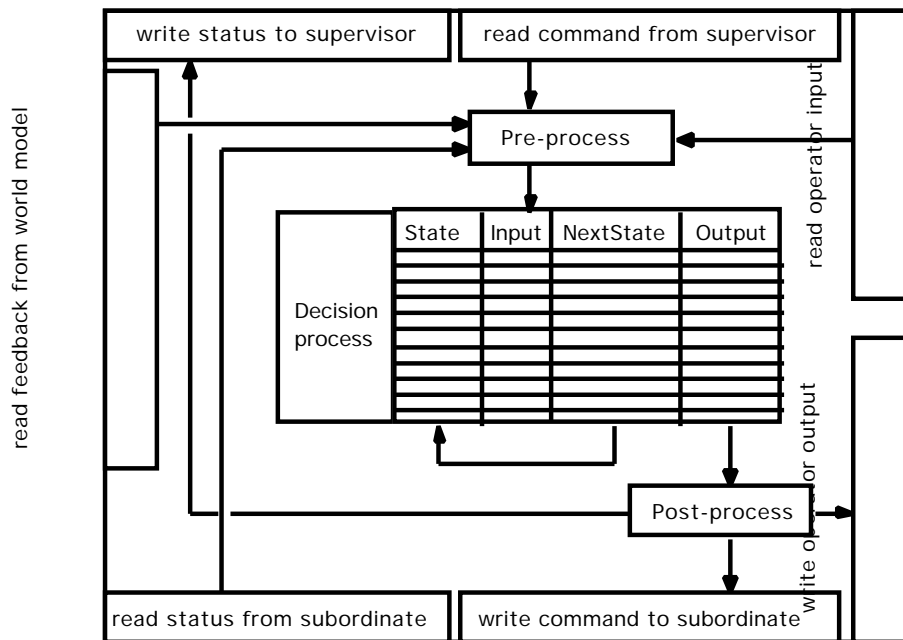 write status to supervisor
read command from supervisor
read feedback from world model
read operator input
Pre-process
State Input NextState Output
Decision
process
write operator output
Post-process
read status from subordinate
write command to subordinate